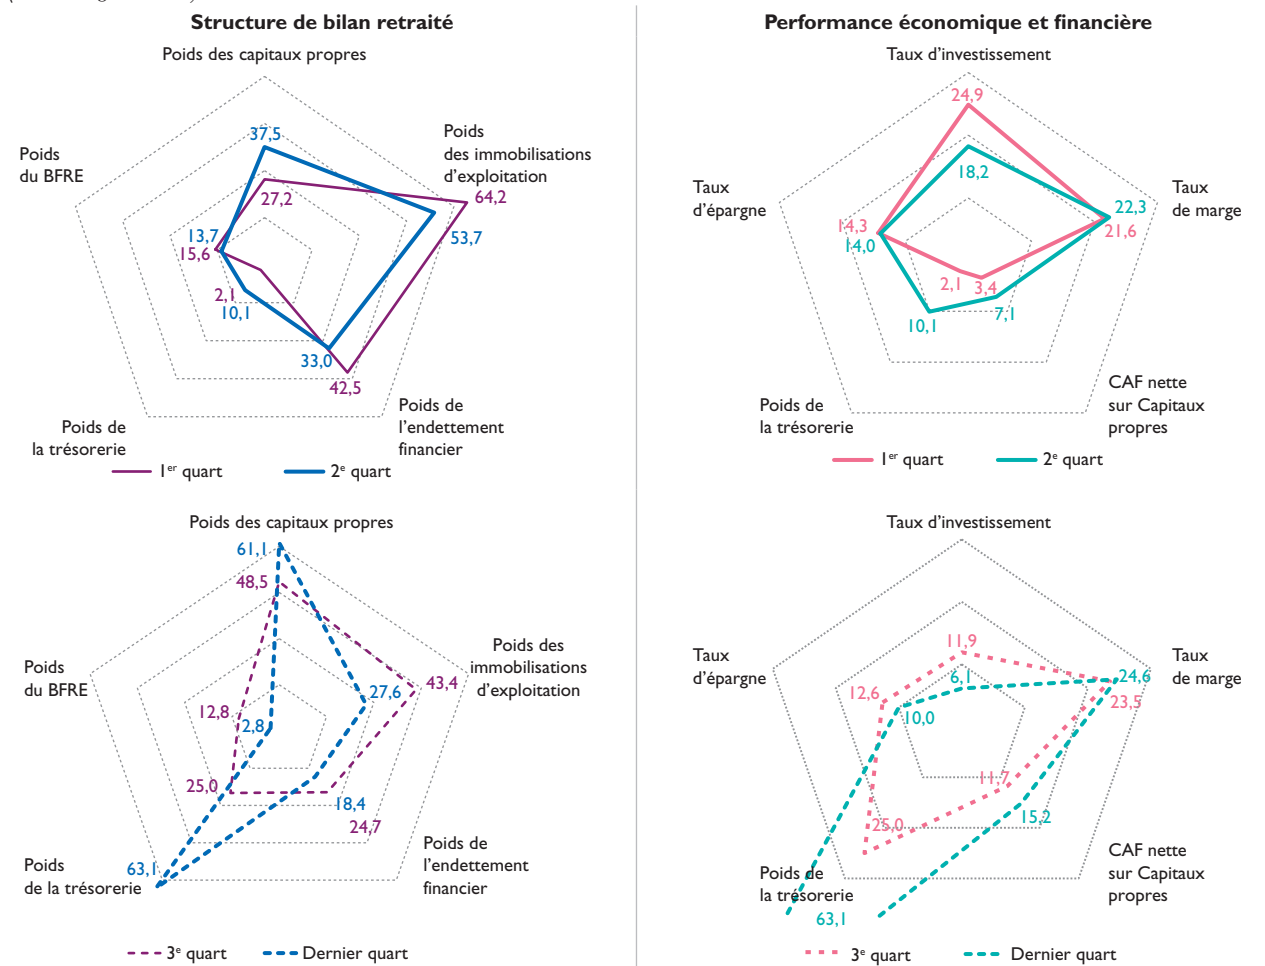 Structure de bilan retraité
Poids des capitaux propres
37,5
Poids
des immobilisations
d'exploitation
64,2
Poids
du BFRE
27,2
53,7
13,7
15,6
2,1
10,1
33,0
42,5
Poids de
la trésorerie
Poids de
l'endettement
financier
1er quart
2e quart
Performance économique et financière
Taux d'investissement
24,9
18,2
Taux
d'épargne
Taux
de marge
22,3
21,6
14,3
14,0
2,1
3,4
10,1
7,1
Poids de
la trésorerie
CAF nette
sur Capitaux
propres
1er quart
2e quart
Poids des capitaux propres
61,1
48,5
Poids
du BFRE
Poids des
immobilisations
d'exploitation
43,4
27,6
12,8
2,8
25,0
18,4
24,7
63,1
Poids
de la trésorerie
Poids de
l'endettement
financier
3e quart
Dernier quart
Taux d'investissement
11,9
6,1
Taux
d'épargne
Taux
de marge
24,6
23,5
12,6
10,0
11,7
15,2
25,0
Poids de
la trésorerie
63,1
CAF nette
sur Capitaux
propres
3e quart
Dernier quart